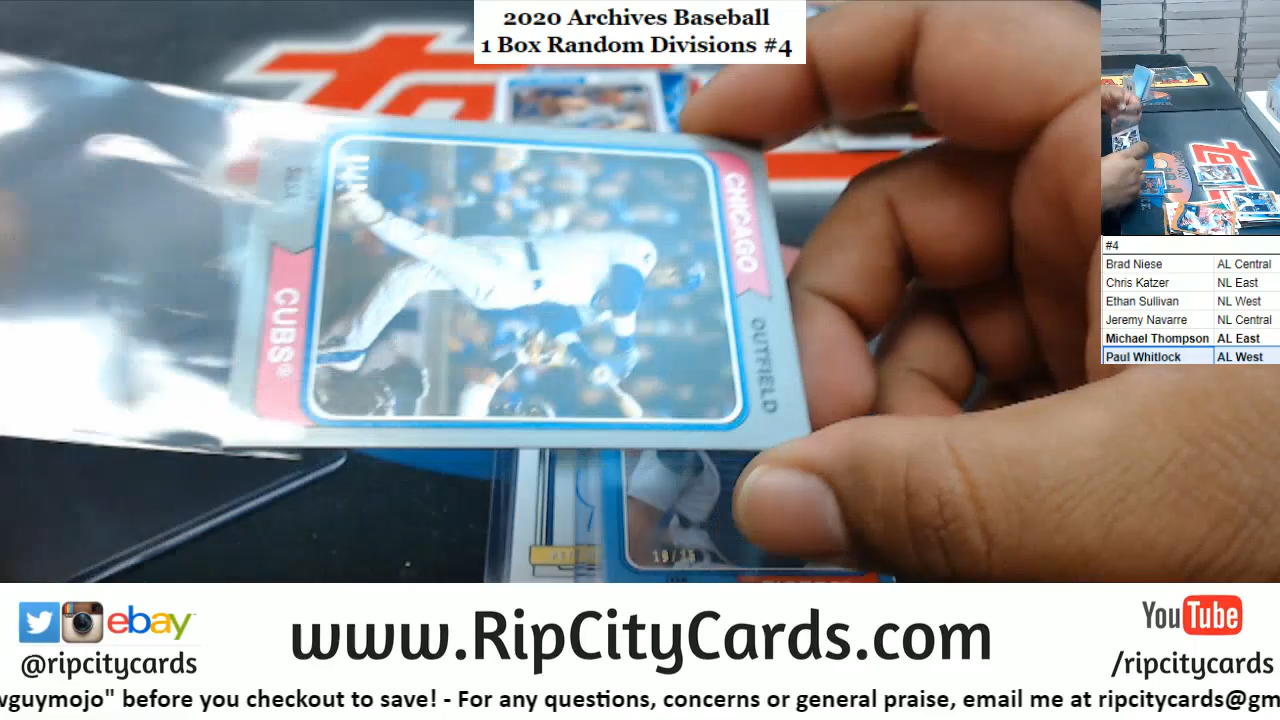 2020 Archives Baseball
1 Box Random Divisions #4
CHICAGO
OUTFIELD
CUBS®
#4
Brad Niese AL Central
Chris Katzer NL East
Ethan Sullivan NL West
Jeremy Navarre NL Central
Michael Thompson AL East
Paul Whitlock AL West
ebay
@ripcitycards
www.RipCityCards.com
YouTube
/ripcitycards
wguymojo" before you checkout to save! - For any questions, concerns or general praise, email me at ripcitycards@gm